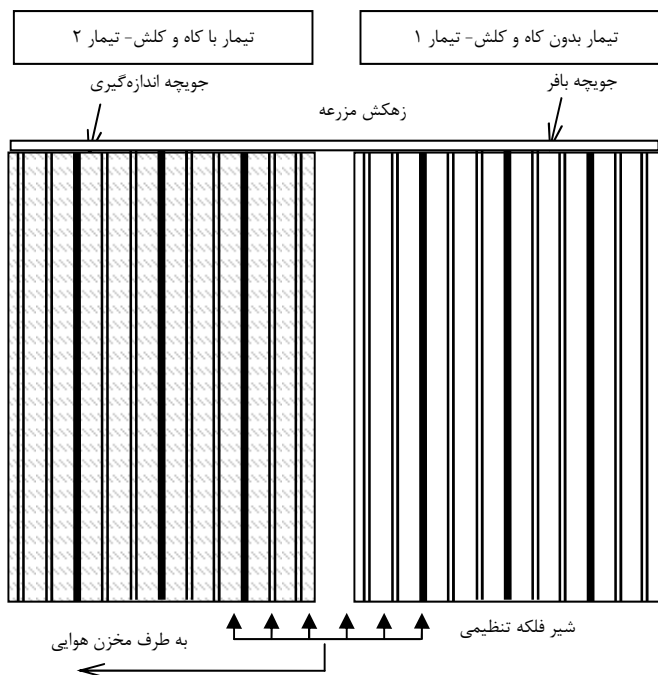 تیمار بدون کاه و کلش- تیمار ۱
تیمار با کاه و کلش- تیمار ۲
جویچه بافر
جویچه اندازه‌گیری
زهکش مزرعه
شیر فلکه تنظیمی
به طرف مخزن هوایی